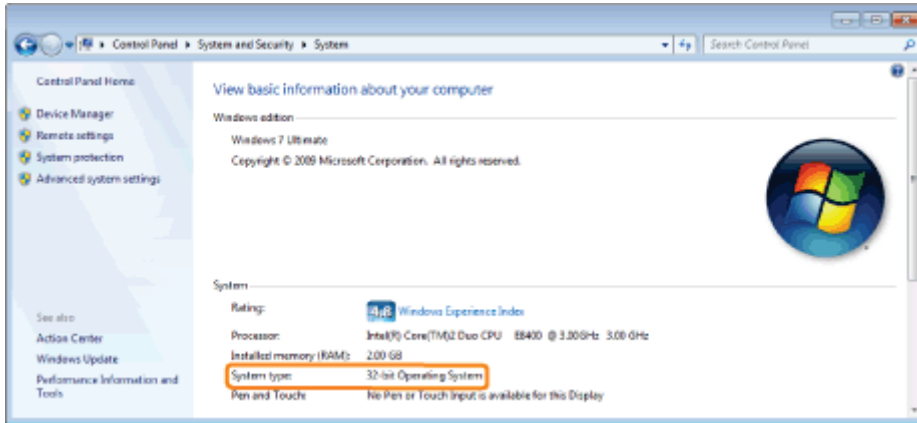 Control Panel ▸ System and Security ▸ System
Search Control Panel
Control Panel Home
Device Manager
Remote settings
System protection
Advanced system settings
See also
Action Center
Windows Update
Performance Information and
Tools
View basic information about your computer
Windows edition
Windows 7 Ultimate
Copyright © 2009 Microsoft Corporation. All rights reserved.
System
Rating: 4,8 Windows Experience Index
Processor: Intel(R) Core(TM)2 Duo CPU E8400 @ 3.00GHz 3.00 GHz
Installed memory (RAM): 2.00 GB
System type: 32-bit Operating System
Pen and Touch: No Pen or Touch Input is available for this Display